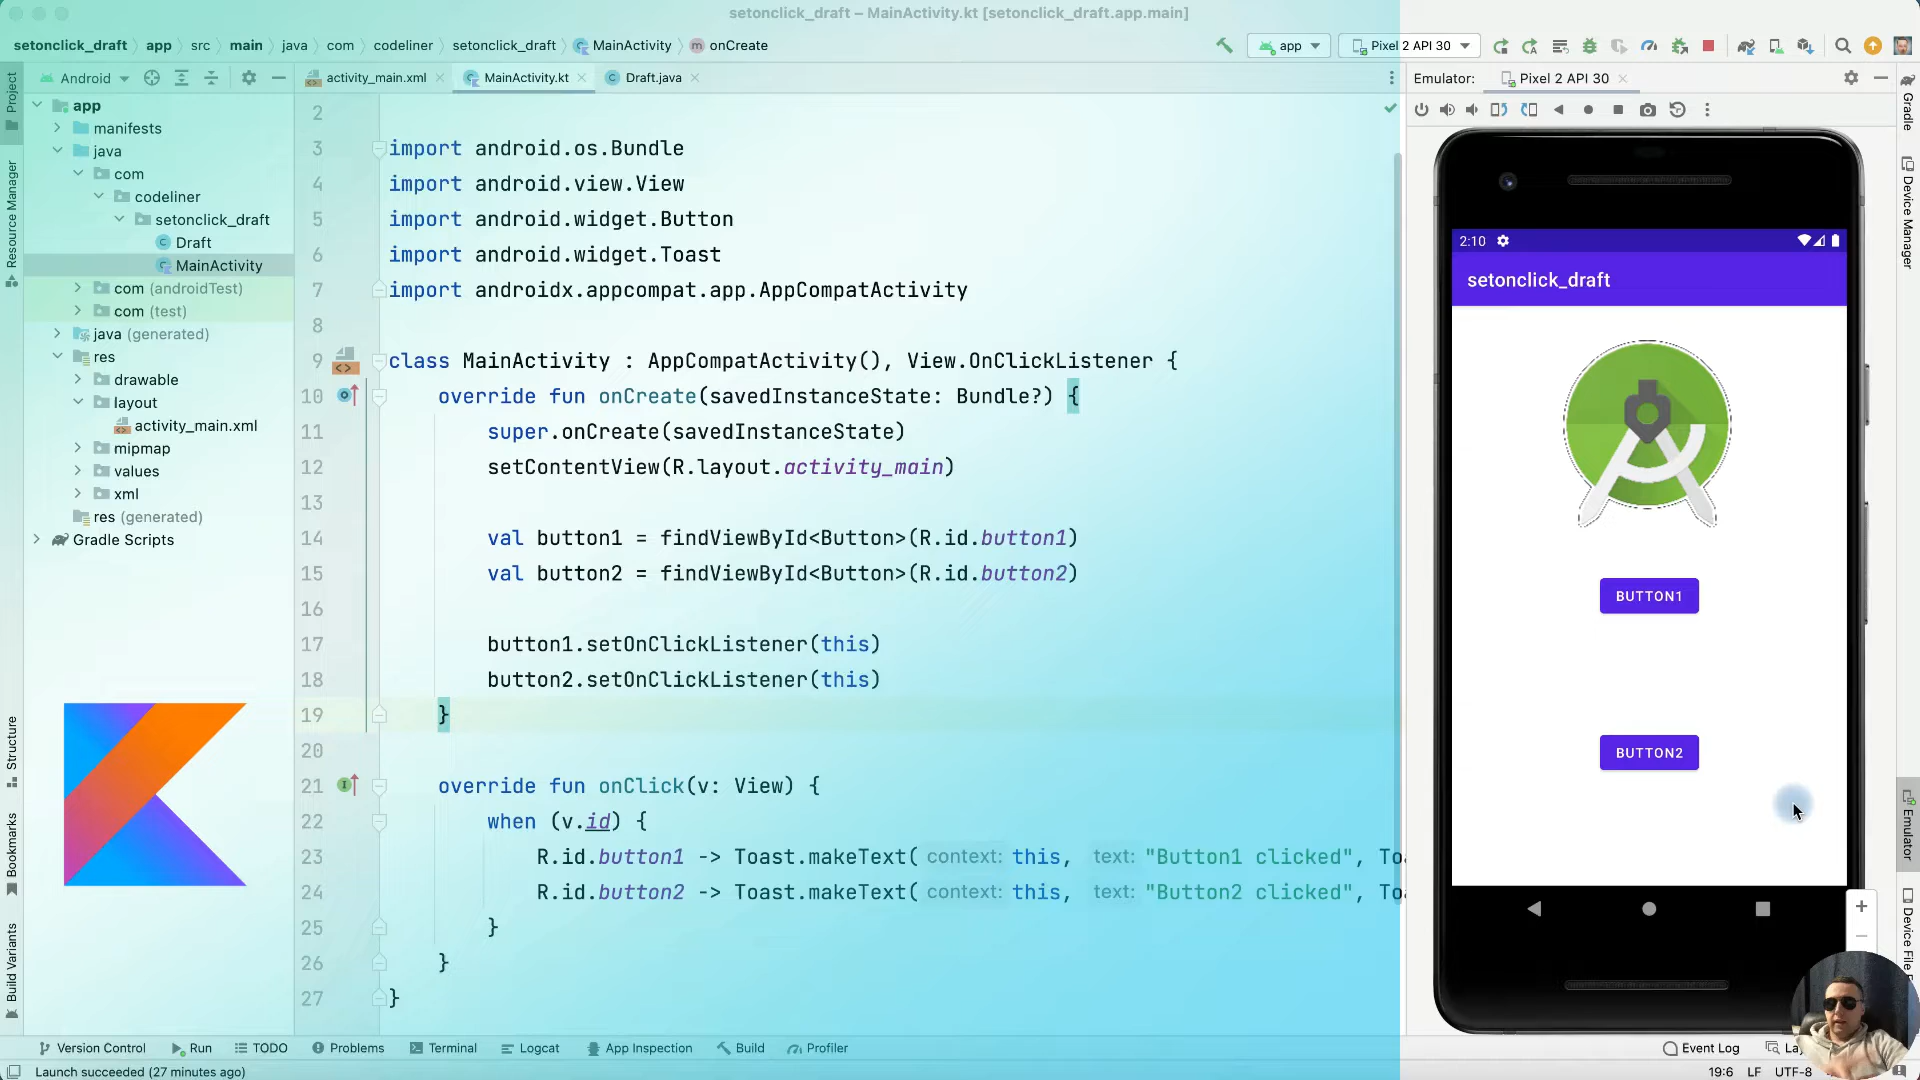 setonclick_draft – MainActivity.kt [setonclick_draft.app.main]
setonclick_draft app src main java com codeliner setonclick_draft MainActivity onCreate
app Pixel 2 API 30
Android
activity_main.xml MainActivity.kt Draft.java
Emulator: Pixel 2 API 30
Project
Resource Manager
Structure
Bookmarks
Build Variants
app
manifests
java
com
codeliner
setonclick_draft
Draft
MainActivity
com (androidTest)
com (test)
java (generated)
res
drawable
layout
activity_main.xml
mipmap
values
xml
res (generated)
Gradle Scripts
2
3 import android.os.Bundle
4 import android.view.View
5 import android.widget.Button
6 import android.widget.Toast
7 import androidx.appcompat.app.AppCompatActivity
8
9 class MainActivity : AppCompatActivity(), View.OnClickListener {
10 override fun onCreate(savedInstanceState: Bundle?) {
11 super.onCreate(savedInstanceState)
12 setContentView(R.layout.activity_main)
13
14 val button1 = findViewById<Button>(R.id.button1)
15 val button2 = findViewById<Button>(R.id.button2)
16
17 button1.setOnClickListener(this)
18 button2.setOnClickListener(this)
19 }
20
21 override fun onClick(v: View) {
22 when (v.id) {
23 R.id.button1 -> Toast.makeText( context: this, text: "Button1 clicked", To
24 R.id.button2 -> Toast.makeText( context: this, text: "Button2 clicked", To
25 }
26 }
27 }
2:10
setonclick_draft
BUTTON1
BUTTON2
Gradle
Device Manager
Emulator
Device File
Version Control Run TODO Problems Terminal Logcat App Inspection Build Profiler
Event Log
Launch succeeded (27 minutes ago)
19:6 LF UTF-8